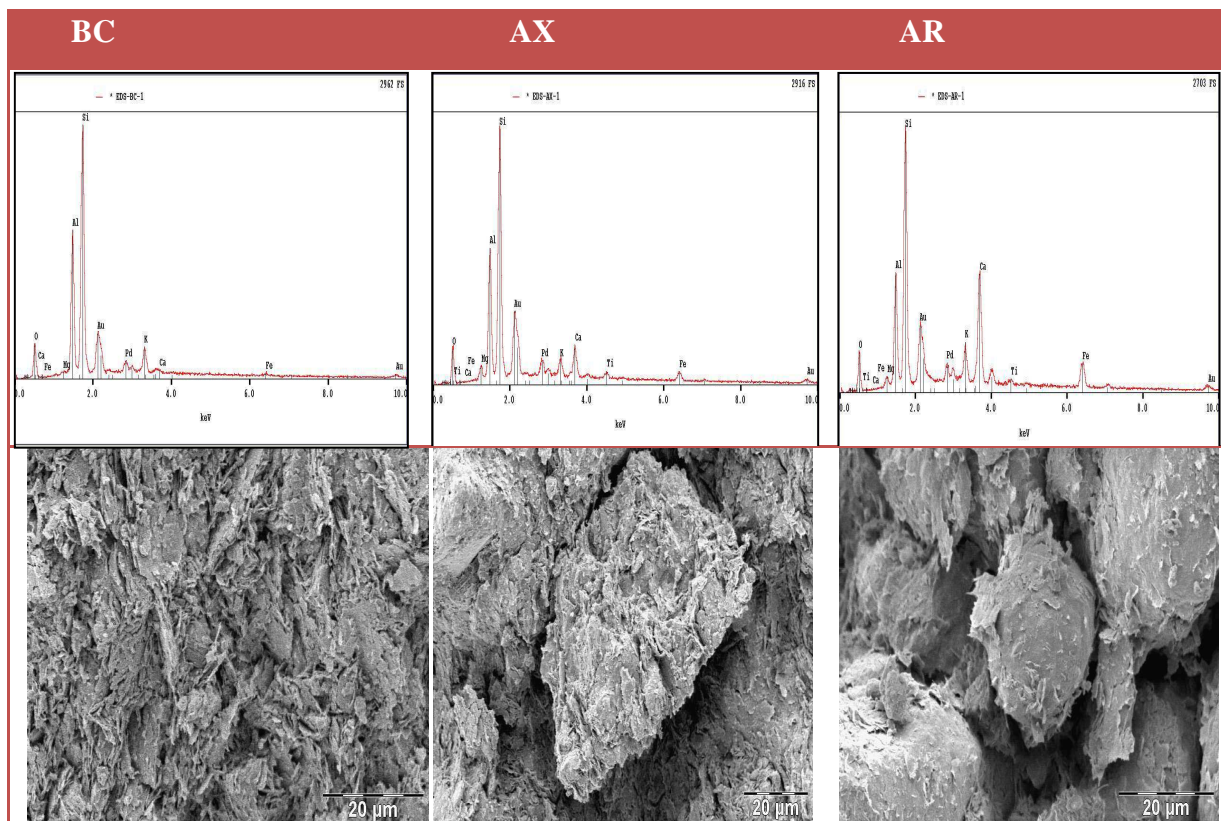 BC
AX
AR
2962 FS
* EDS-BC-1
Si
Al
O
Ca
Fe
Mg
Au
Pd
K
Ca
Fe
Au
0.0 2.0 4.0 6.0 8.0 10.0
keV
2916 FS
* EDS-AX-1
Si
Al
Au
O
Fe
Mg
Ti
Ca
Pd
K
Ca
Ti
Fe
Au
0.0 2.0 4.0 6.0 8.0 10.0
keV
2703 FS
* EDS-AR-1
Si
Al
Ca
Au
O
Fe
Mg
Ti
Ca
Pd
K
Ti
Fe
Au
0.0 2.0 4.0 6.0 8.0 10.0
keV
20 µm
20 µm
20 µm